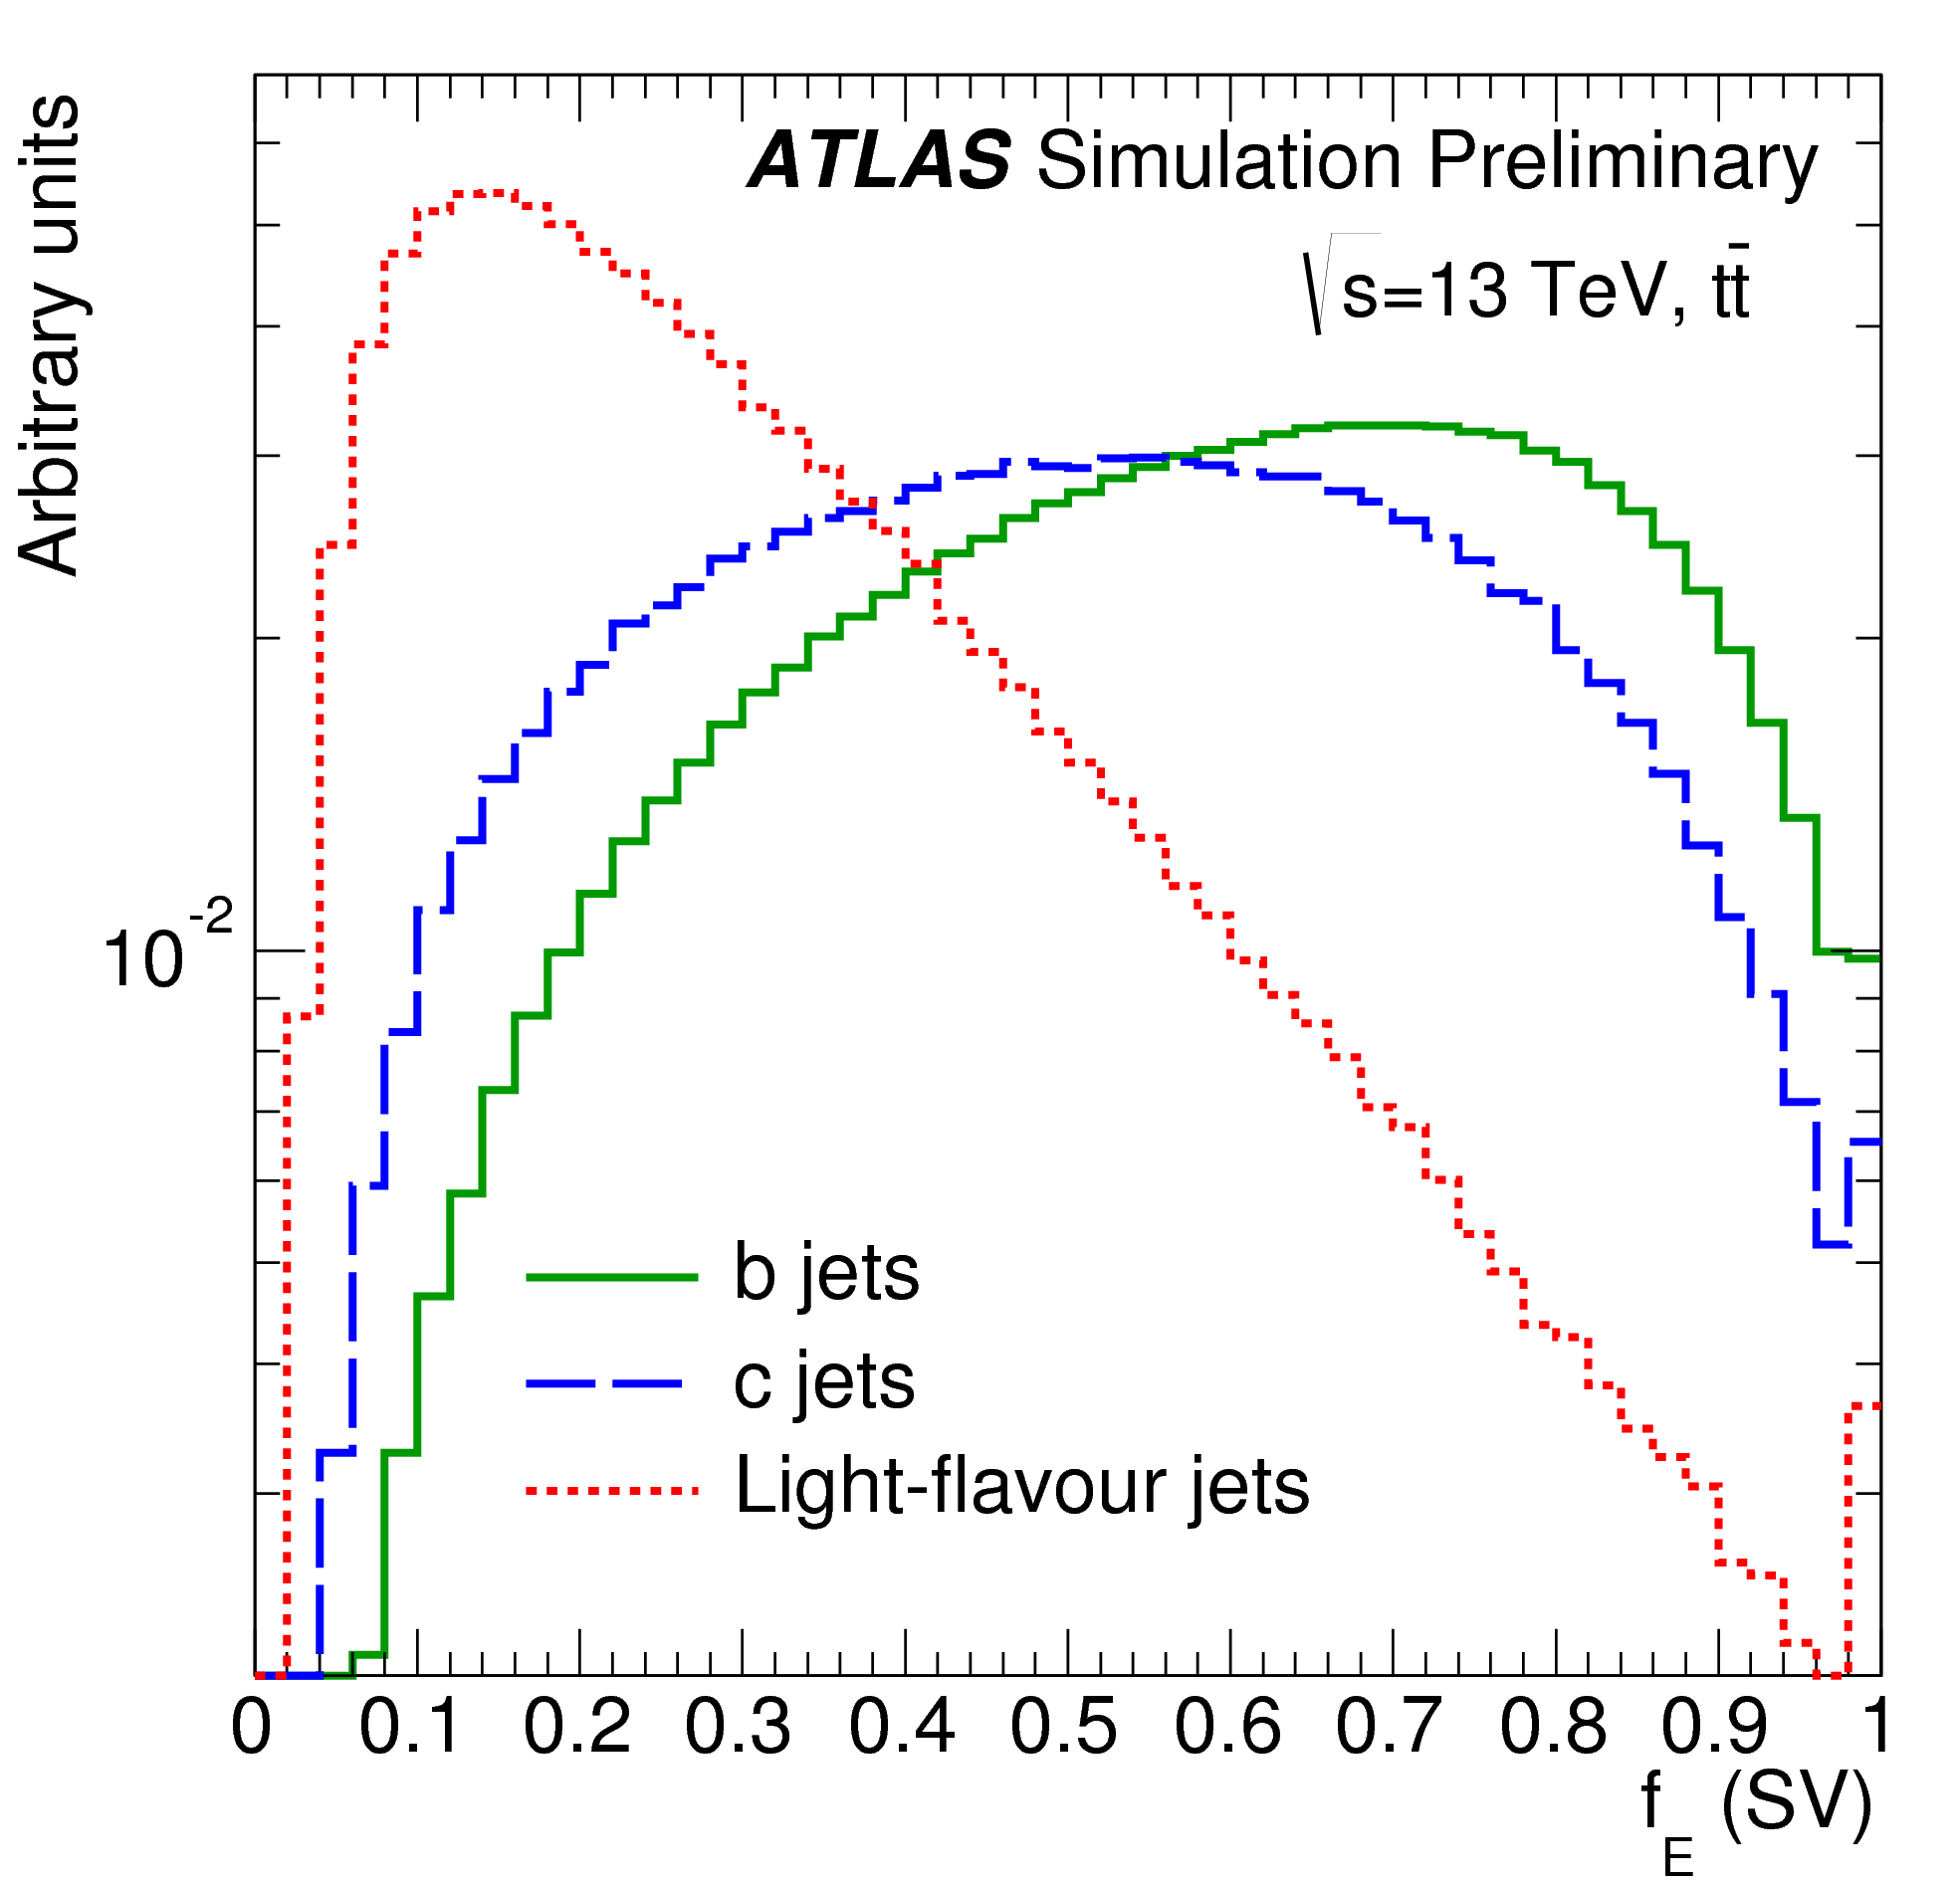 Arbitrary units
ATLAS Simulation Preliminary
√s=13 TeV, tt̄
10⁻²
b jets
c jets
Light-flavour jets
0 0.1 0.2 0.3 0.4 0.5 0.6 0.7 0.8 0.9 1
f_E (SV)